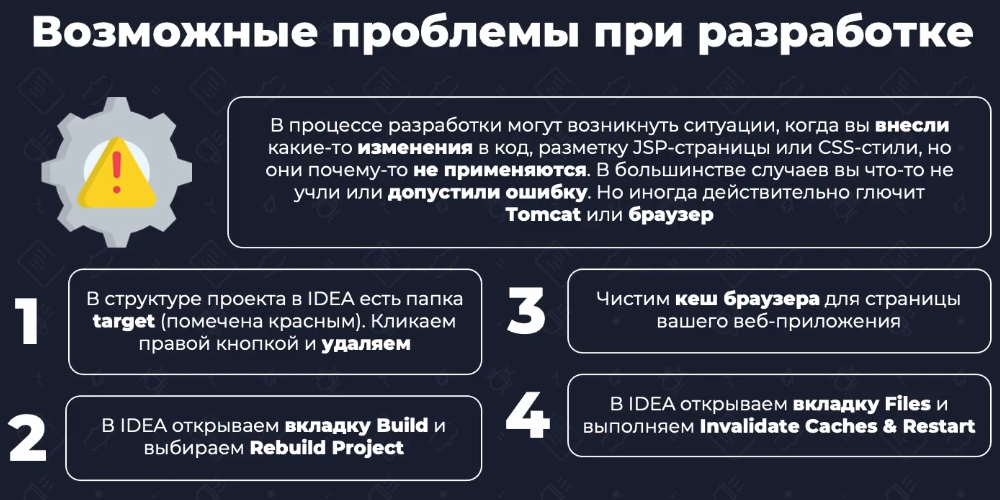 Возможные проблемы при разработке
В процессе разработки могут возникнуть ситуации, когда вы внесли
какие-то изменения в код, разметку JSP-страницы или CSS-стили, но
они почему-то не применяются. В большинстве случаев вы что-то не
учли или допустили ошибку. Но иногда действительно глючит
Tomcat или браузер
1
В структуре проекта в IDEA есть папка
target (помечена красным). Кликаем
правой кнопкой и удаляем
2
В IDEA открываем вкладку Build и
выбираем Rebuild Project
3
Чистим кеш браузера для страницы
вашего веб-приложения
4
В IDEA открываем вкладку Files и
выполняем Invalidate Caches & Restart